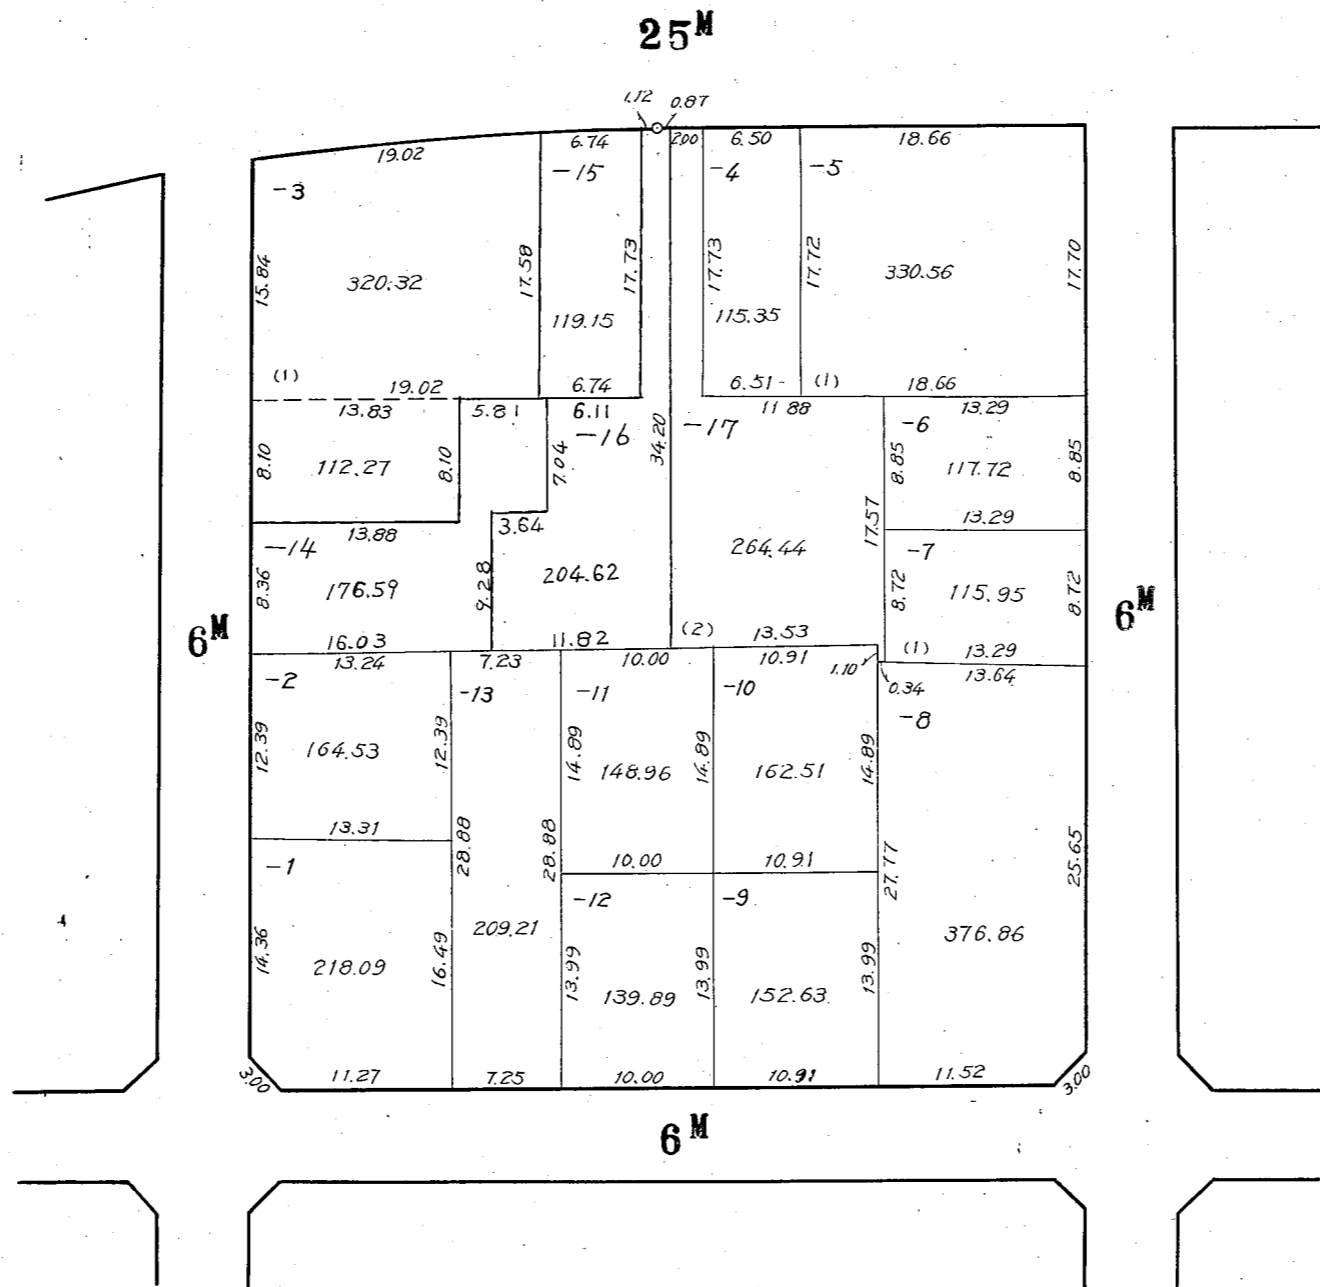 25M
1.12 0.87
19.02 6.74 2.00 6.50 18.66
-3 -15 -4 -5
15.84 320.32 17.58 17.73 17.73 17.72 330.56 17.70
119.15 115.35
(1) 19.02 6.74 6.51 (1) 18.66
13.83 5.81 6.11 11.88 13.29
-16 34.20 -17 -6
8.10 112.27 8.10 7.04 8.85 117.72 8.85
13.88 3.64 17.57 13.29
-14 264.44 -7
8.36 176.59 9.28 204.62 8.72 115.95 8.72
6M 6M
16.03 11.82 (2) 13.53 (1) 13.29
13.24 7.23 10.00 10.91 1.10 13.64
-2 -13 -11 -10 0.34
-8
12.39 164.53 12.39 14.89 148.96 14.89 162.51 14.89
13.31 28.88 28.88 10.00 10.91 27.77 25.65
-1 -12 -9
209.21 376.86
14.36 218.09 16.49 13.99 139.89 13.99 152.63 13.99
3.00 11.27 7.25 10.00 10.91 11.52 3.00
6M